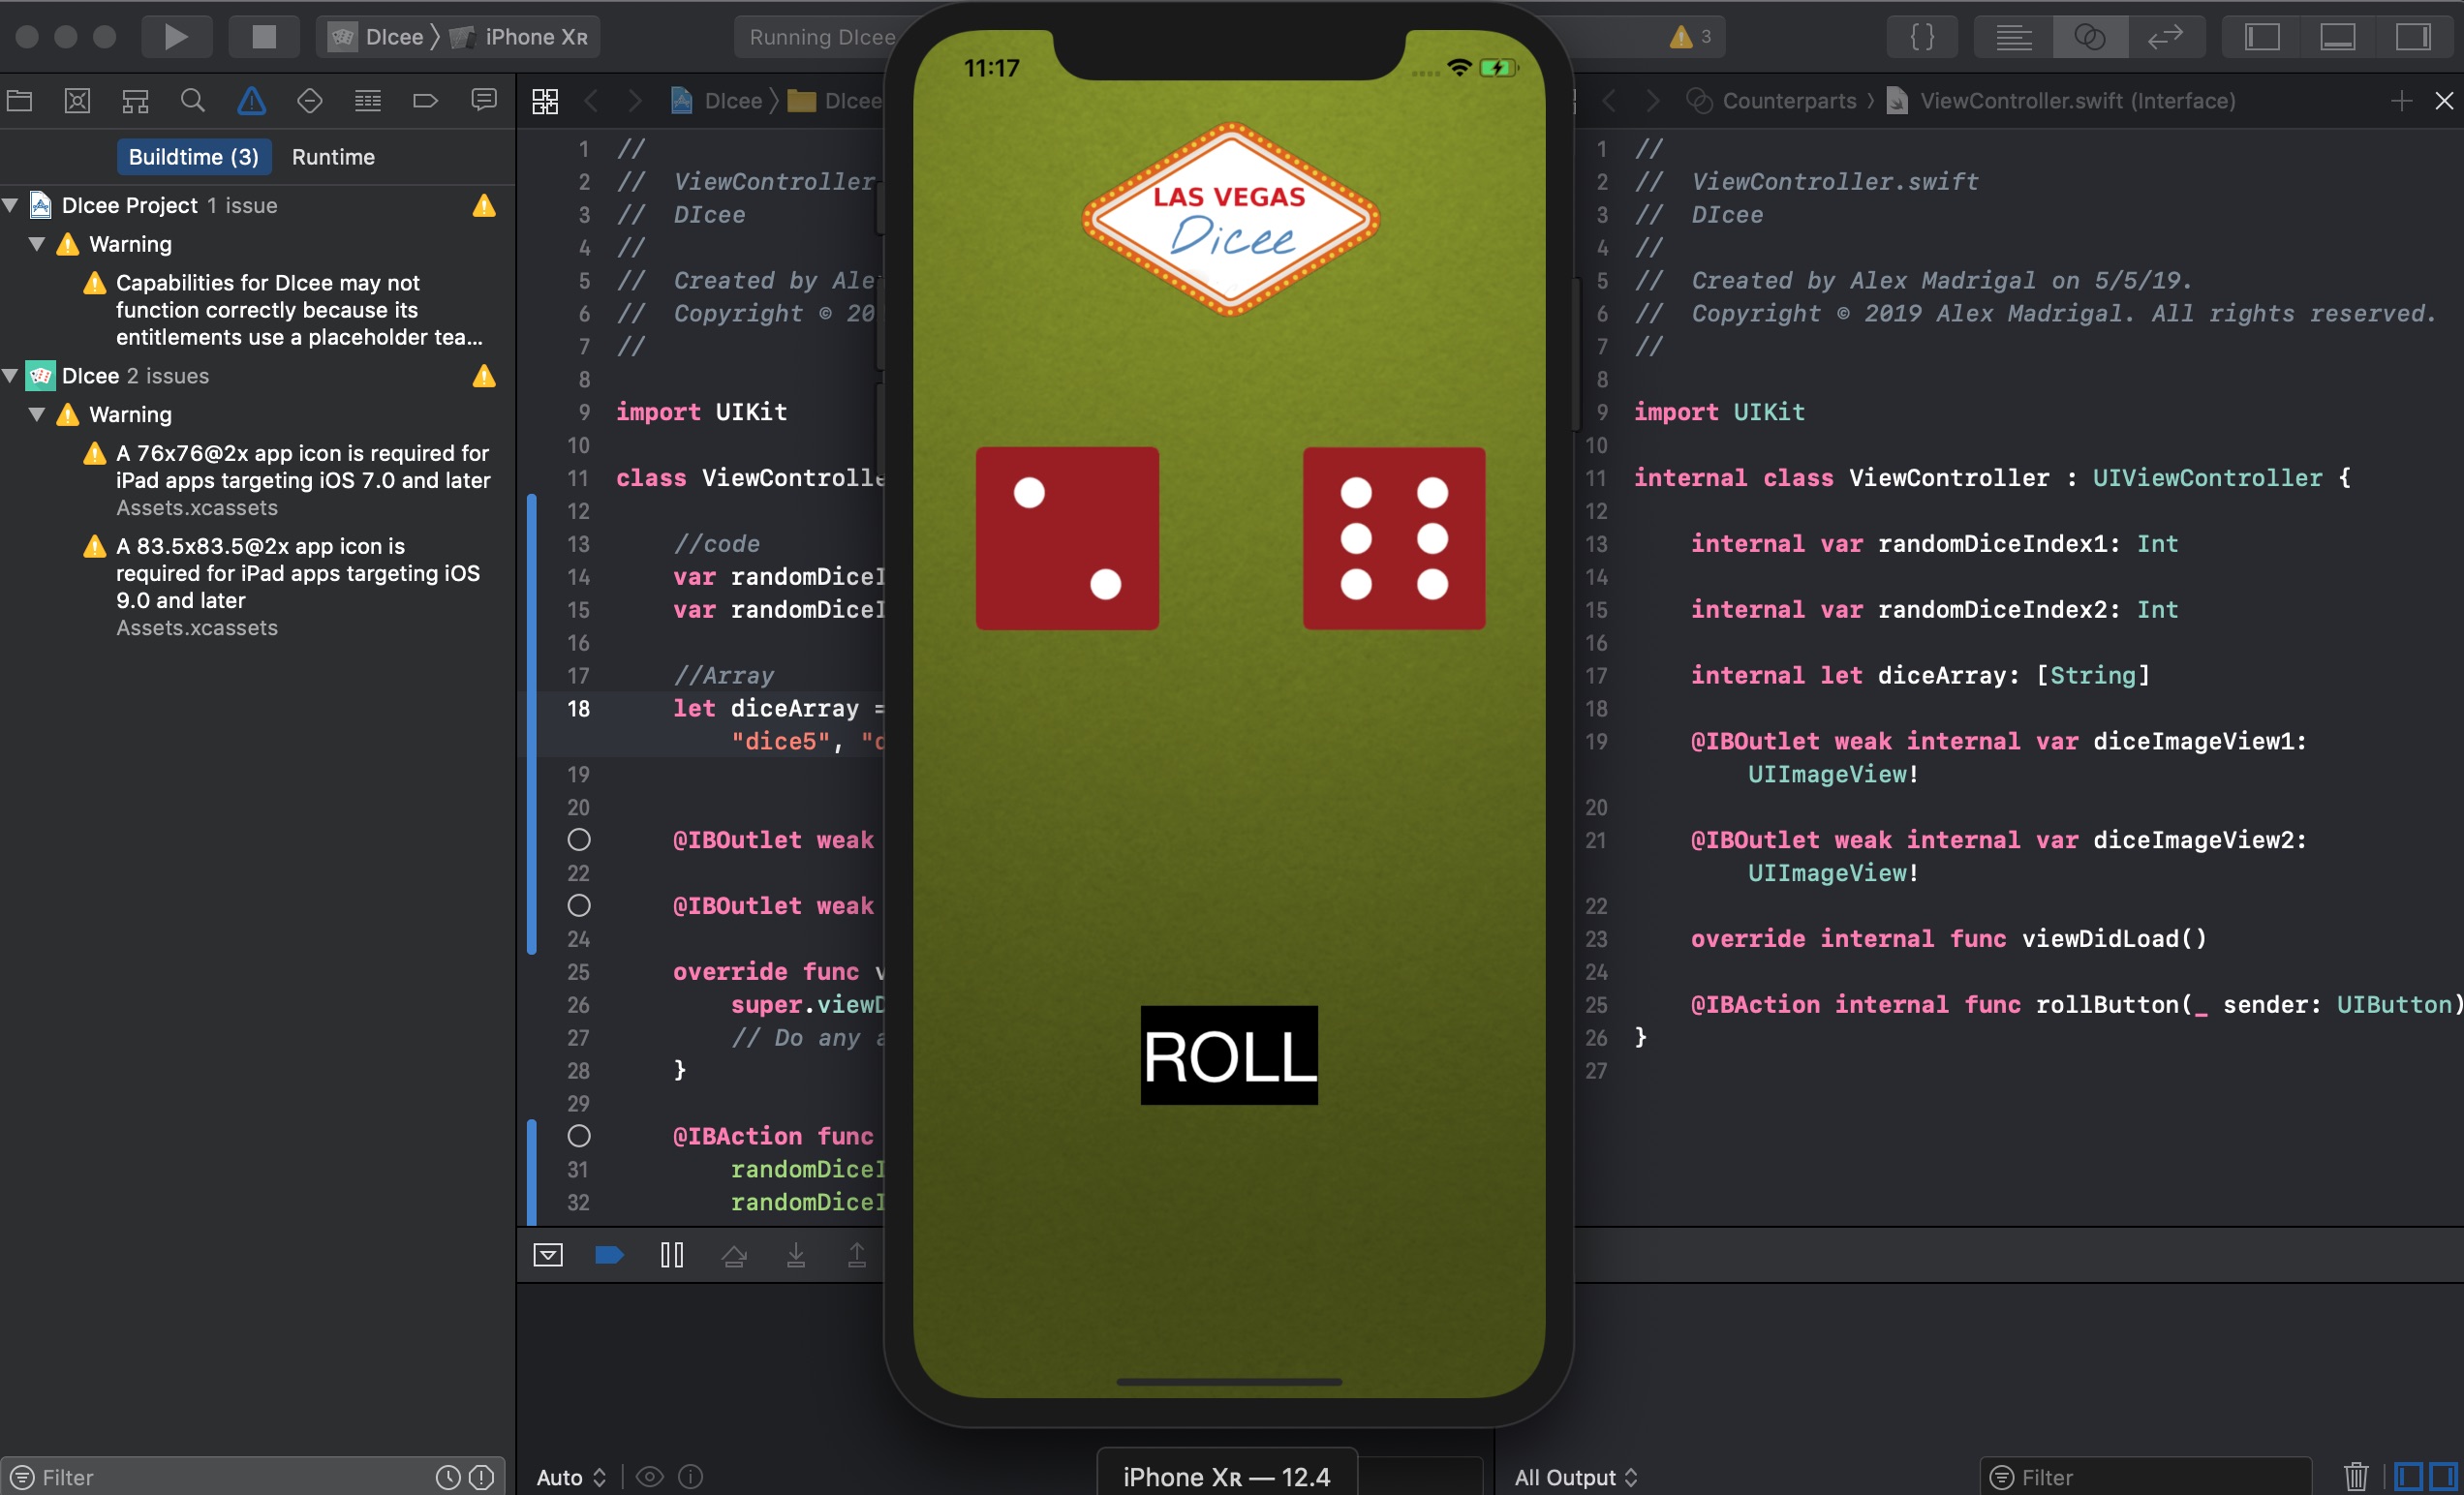 DIcee 〉 iPhone XR
Running DIcee
3
DIcee 〉 DIcee
Counterparts 〉 ViewController.swift (Interface)
Buildtime (3) Runtime
DIcee Project 1 issue
Warning
Capabilities for DIcee may not
function correctly because its
entitlements use a placeholder tea...
DIcee 2 issues
Warning
A 76x76@2x app icon is required for
iPad apps targeting iOS 7.0 and later
Assets.xcassets
A 83.5x83.5@2x app icon is
required for iPad apps targeting iOS
9.0 and later
Assets.xcassets
Filter
1 //
2 // ViewController
3 // DIcee
4 //
5 // Created by Ale
6 // Copyright © 20
7 //
8
9 import UIKit
10
11 class ViewControlle
12
13 //code
14 var randomDiceI
15 var randomDiceI
16
17 //Array
18 let diceArray =
"dice5", "d
19
20
@IBOutlet weak
22
@IBOutlet weak
24
25 override func v
26 super.viewD
27 // Do any a
28 }
29
@IBAction func
31 randomDiceI
32 randomDiceI
Auto
11:17
LAS VEGAS
Dicee
ROLL
iPhone XR — 12.4
1 //
2 // ViewController.swift
3 // DIcee
4 //
5 // Created by Alex Madrigal on 5/5/19.
6 // Copyright © 2019 Alex Madrigal. All rights reserved.
7 //
8
9 import UIKit
10
11 internal class ViewController : UIViewController {
12
13 internal var randomDiceIndex1: Int
14
15 internal var randomDiceIndex2: Int
16
17 internal let diceArray: [String]
18
19 @IBOutlet weak internal var diceImageView1:
UIImageView!
20
21 @IBOutlet weak internal var diceImageView2:
UIImageView!
22
23 override internal func viewDidLoad()
24
25 @IBAction internal func rollButton(_ sender: UIButton)
26 }
27
All Output
Filter